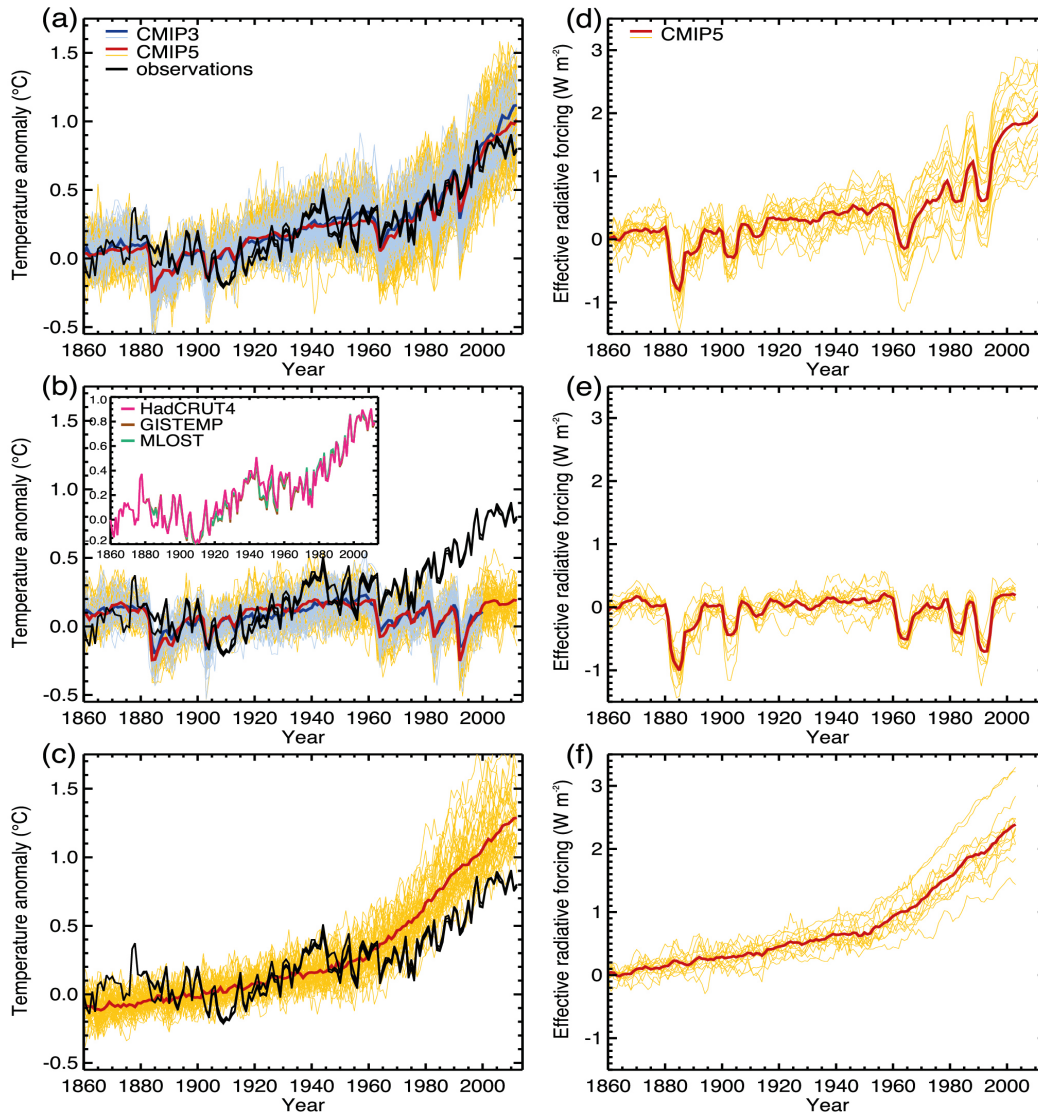 (a)
CMIP3
CMIP5
observations
Temperature anomaly (°C)
1.5
1.0
0.5
0.0
-0.5
1860 1880 1900 1920 1940 1960 1980 2000
Year
(d)
CMIP5
Effective radiative forcing (W m-2)
3
2
1
0
-1
1860 1880 1900 1920 1940 1960 1980 2000
Year
(b)
Temperature anomaly (°C)
1.5
1.0
0.5
0.0
-0.5
1860 1880 1900 1920 1940 1960 1980 2000
Year
HadCRUT4
GISTEMP
MLOST
1.0
0.8
0.6
0.4
0.2
0.0
0.2
1860 1880 1900 1920 1940 1960 1980 2000
(e)
Effective radiative forcing (W m-2)
3
2
1
0
-1
1860 1880 1900 1920 1940 1960 1980 2000
Year
(c)
Temperature anomaly (°C)
1.5
1.0
0.5
0.0
-0.5
1860 1880 1900 1920 1940 1960 1980 2000
Year
(f)
Effective radiative forcing (W m-2)
3
2
1
0
-1
1860 1880 1900 1920 1940 1960 1980 2000
Year